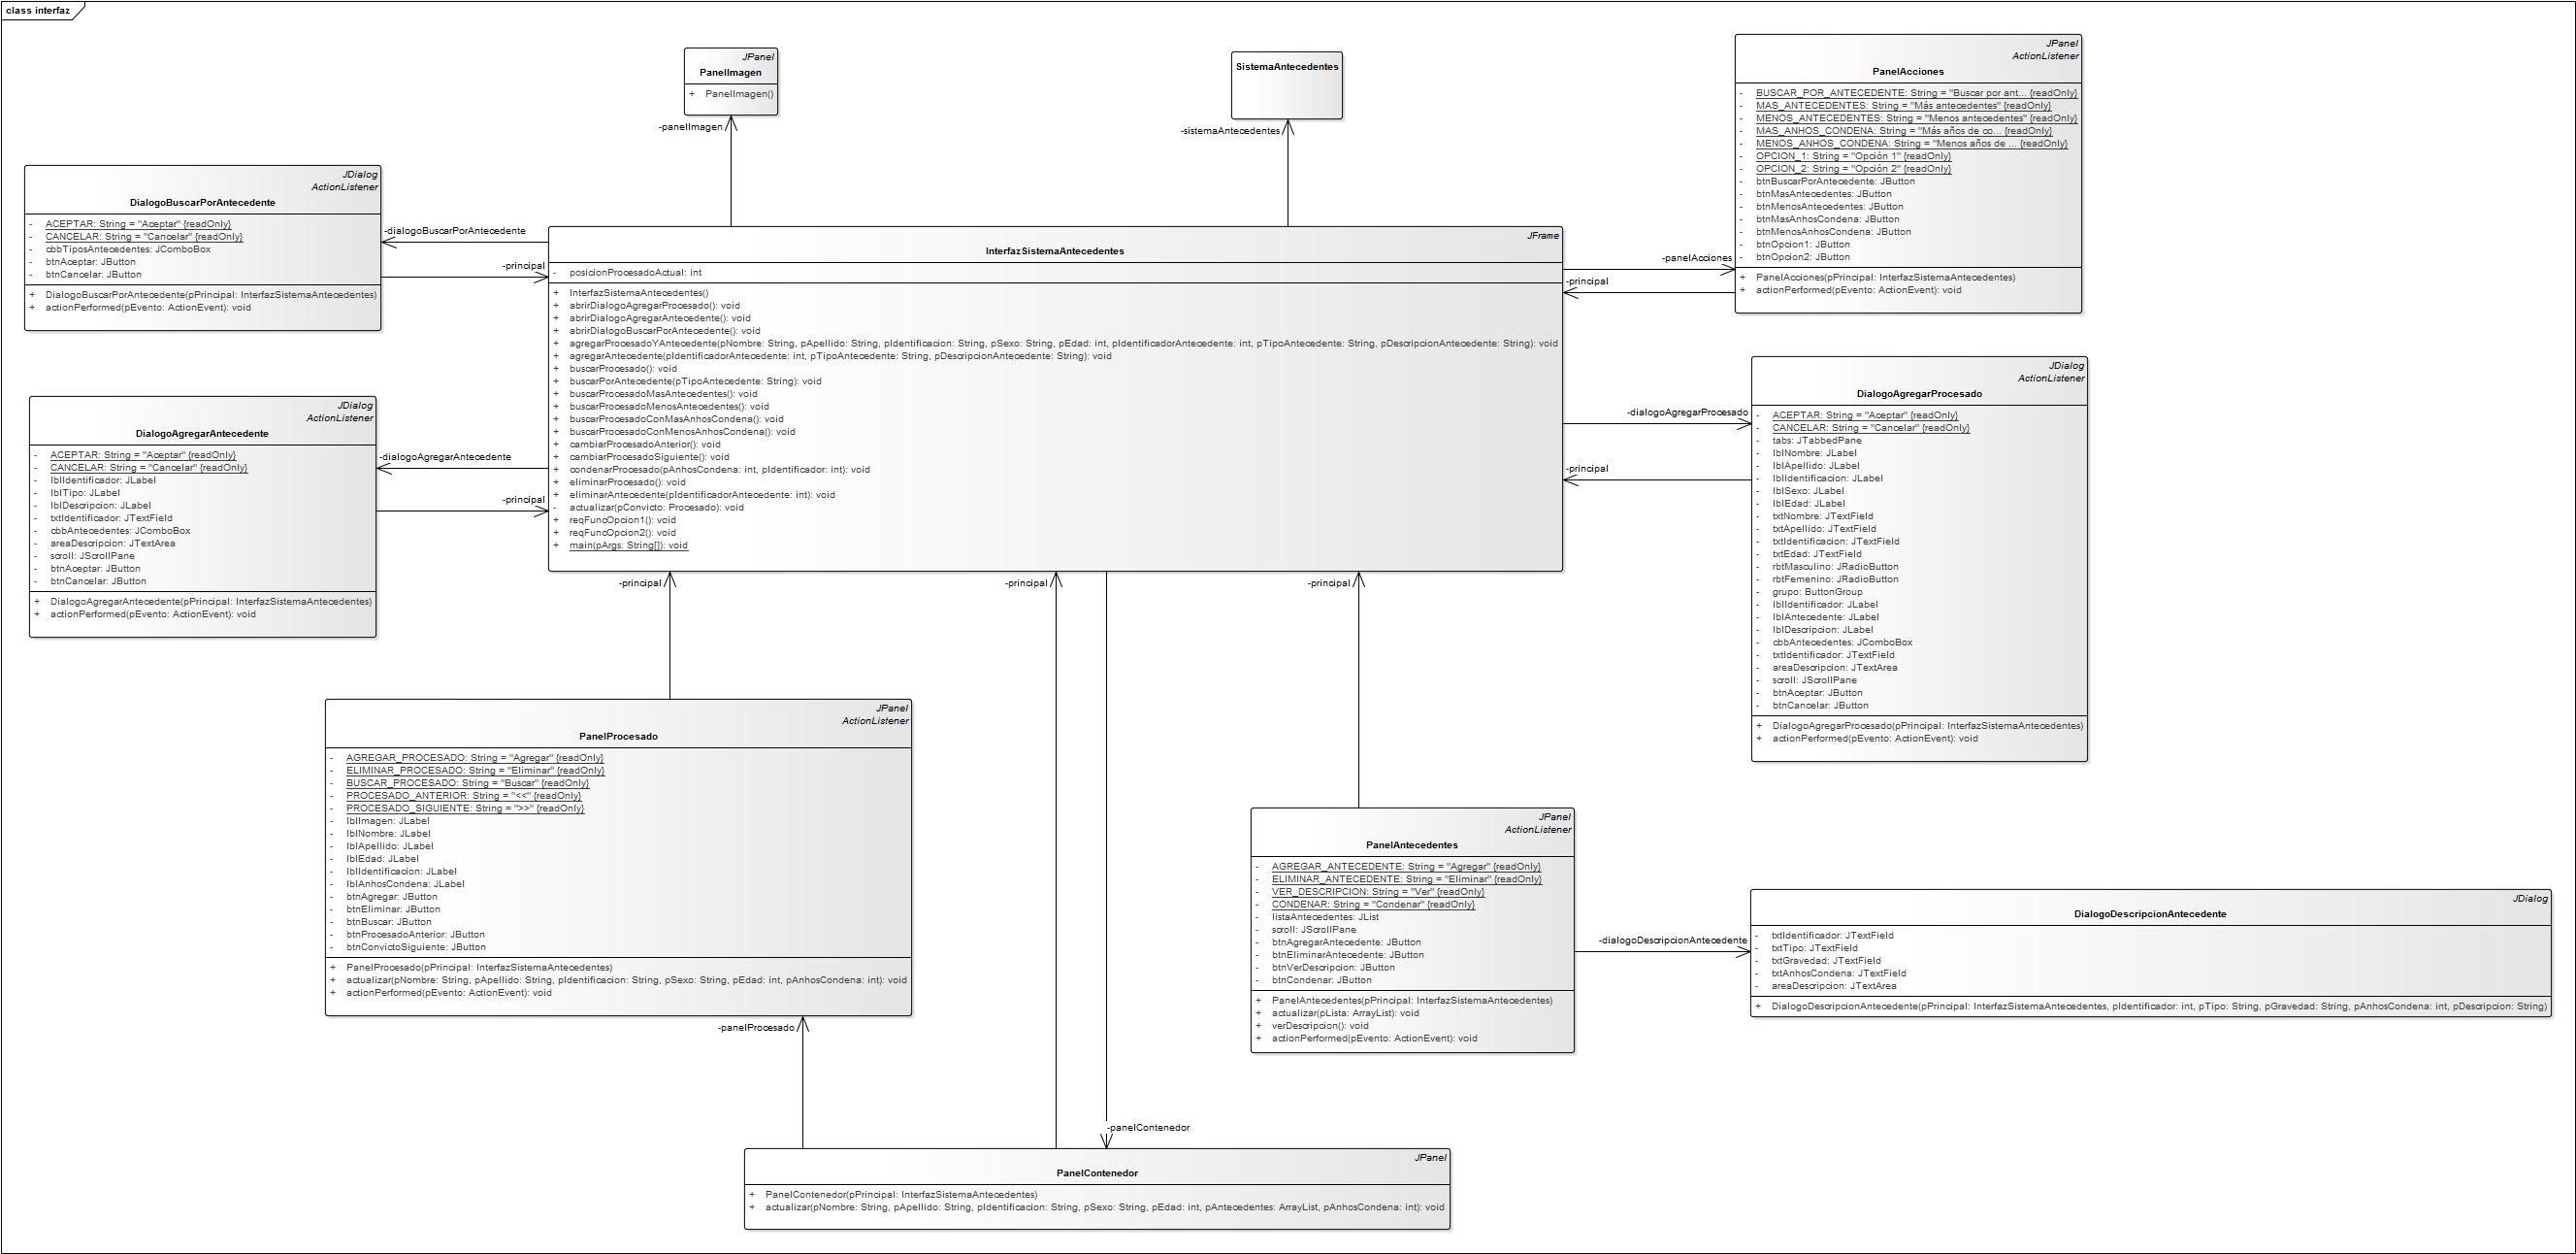 class interfaz
JPanel
PanelImagen
+ PanelImagen()
-panelImagen
SistemaAntecedentes
-sistemaAntecedentes
JPanel
ActionListener
PanelAcciones
- BUSCAR_POR_ANTECEDENTE: String = "Buscar por ant... {readOnly}
- MAS_ANTECEDENTES: String = "Más antecedentes" {readOnly}
- MENOS_ANTECEDENTES: String = "Menos antecedentes" {readOnly}
- MAS_ANHOS_CONDENA: String = "Más años de co... {readOnly}
- MENOS_ANHOS_CONDENA: String = "Menos años de ... {readOnly}
- OPCION_1: String = "Opción 1" {readOnly}
- OPCION_2: String = "Opción 2" {readOnly}
- btnBuscarPorAntecedente: JButton
- btnMasAntecedentes: JButton
- btnMenosAntecedentes: JButton
- btnMasAnhosCondena: JButton
- btnMenosAnhosCondena: JButton
- btnOpcion1: JButton
- btnOpcion2: JButton
+ PanelAcciones(pPrincipal: InterfazSistemaAntecedentes)
+ actionPerformed(pEvento: ActionEvent): void
JDialog
ActionListener
DialogoBuscarPorAntecedente
- ACEPTAR: String = "Aceptar" {readOnly}
- CANCELAR: String = "Cancelar" {readOnly}
- cbbTiposAntecedentes: JComboBox
- btnAceptar: JButton
- btnCancelar: JButton
+ DialogoBuscarPorAntecedente(pPrincipal: InterfazSistemaAntecedentes)
+ actionPerformed(pEvento: ActionEvent): void
-dialogoBuscarPorAntecedente
-principal
JFrame
InterfazSistemaAntecedentes
- posicionProcesadoActual: int
+ InterfazSistemaAntecedentes()
+ abrirDialogoAgregarProcesado(): void
+ abrirDialogoAgregarAntecedente(): void
+ abrirDialogoBuscarPorAntecedente(): void
+ agregarProcesadoYAntecedente(pNombre: String, pApellido: String, pIdentificacion: String, pSexo: String, pEdad: int, pIdentificadorAntecedente: int, pTipoAntecedente: String, pDescripcionAntecedente: String): void
+ agregarAntecedente(pIdentificadorAntecedente: int, pTipoAntecedente: String, pDescripcionAntecedente: String): void
+ buscarProcesado(): void
+ buscarPorAntecedente(pTipoAntecedente: String): void
+ buscarProcesadoMasAntecedentes(): void
+ buscarProcesadoMenosAntecedentes(): void
+ buscarProcesadoConMasAnhosCondena(): void
+ buscarProcesadoConMenosAnhosCondena(): void
+ cambiarProcesadoAnterior(): void
+ cambiarProcesadoSiguiente(): void
+ condenarProcesado(pAnhosCondena: int, pIdentificador: int): void
+ eliminarProcesado(): void
+ eliminarAntecedente(pIdentificadorAntecedente: int): void
- actualizar(pConvicto: Procesado): void
+ reqFuncOpcion1(): void
+ reqFuncOpcion2(): void
+ main(pArgs: String[]): void
-panelAcciones
-principal
JDialog
ActionListener
DialogoAgregarAntecedente
- ACEPTAR: String = "Aceptar" {readOnly}
- CANCELAR: String = "Cancelar" {readOnly}
- lblIdentificador: JLabel
- lblTipo: JLabel
- lblDescripcion: JLabel
- txtIdentificador: JTextField
- cbbAntecedentes: JComboBox
- areaDescripcion: JTextArea
- scroll: JScrollPane
- btnAceptar: JButton
- btnCancelar: JButton
+ DialogoAgregarAntecedente(pPrincipal: InterfazSistemaAntecedentes)
+ actionPerformed(pEvento: ActionEvent): void
-dialogoAgregarAntecedente
-principal
-dialogoAgregarProcesado
-principal
JDialog
ActionListener
DialogoAgregarProcesado
- ACEPTAR: String = "Aceptar" {readOnly}
- CANCELAR: String = "Cancelar" {readOnly}
- tabs: JTabbedPane
- lblNombre: JLabel
- lblApellido: JLabel
- lblIdentificacion: JLabel
- lblSexo: JLabel
- lblEdad: JLabel
- txtNombre: JTextField
- txtApellido: JTextField
- txtIdentificacion: JTextField
- txtEdad: JTextField
- rbtMasculino: JRadioButton
- rbtFemenino: JRadioButton
- grupo: ButtonGroup
- lblIdentificador: JLabel
- lblAntecedente: JLabel
- lblDescripcion: JLabel
- cbbAntecedentes: JComboBox
- txtIdentificador: JTextField
- areaDescripcion: JTextArea
- scroll: JScrollPane
- btnAceptar: JButton
- btnCancelar: JButton
+ DialogoAgregarProcesado(pPrincipal: InterfazSistemaAntecedentes)
+ actionPerformed(pEvento: ActionEvent): void
-principal
-principal
-principal
JPanel
ActionListener
PanelProcesado
- AGREGAR_PROCESADO: String = "Agregar" {readOnly}
- ELIMINAR_PROCESADO: String = "Eliminar" {readOnly}
- BUSCAR_PROCESADO: String = "Buscar" {readOnly}
- PROCESADO_ANTERIOR: String = "<<" {readOnly}
- PROCESADO_SIGUIENTE: String = ">>" {readOnly}
- lblImagen: JLabel
- lblNombre: JLabel
- lblApellido: JLabel
- lblEdad: JLabel
- lblIdentificacion: JLabel
- lblAnhosCondena: JLabel
- btnAgregar: JButton
- btnEliminar: JButton
- btnBuscar: JButton
- btnProcesadoAnterior: JButton
- btnConvictoSiguiente: JButton
+ PanelProcesado(pPrincipal: InterfazSistemaAntecedentes)
+ actualizar(pNombre: String, pApellido: String, pIdentificacion: String, pSexo: String, pEdad: int, pAnhosCondena: int): void
+ actionPerformed(pEvento: ActionEvent): void
-panelProcesado
JPanel
ActionListener
PanelAntecedentes
- AGREGAR_ANTECEDENTE: String = "Agregar" {readOnly}
- ELIMINAR_ANTECEDENTE: String = "Eliminar" {readOnly}
- VER_DESCRIPCION: String = "Ver" {readOnly}
- CONDENAR: String = "Condenar" {readOnly}
- listaAntecedentes: JList
- scroll: JScrollPane
- btnAgregarAntecedente: JButton
- btnEliminarAntecedente: JButton
- btnVerDescripcion: JButton
- btnCondenar: JButton
+ PanelAntecedentes(pPrincipal: InterfazSistemaAntecedentes)
+ actualizar(pLista: ArrayList): void
+ verDescripcion(): void
+ actionPerformed(pEvento: ActionEvent): void
-dialogoDescripcionAntecedente
JDialog
DialogoDescripcionAntecedente
- txtIdentificador: JTextField
- txtTipo: JTextField
- txtGravedad: JTextField
- txtAnhosCondena: JTextField
- areaDescripcion: JTextArea
+ DialogoDescripcionAntecedente(pPrincipal: InterfazSistemaAntecedentes, pIdentificador: int, pTipo: String, pGravedad: String, pAnhosCondena: int, pDescripcion: String)
-panelContenedor
JPanel
PanelContenedor
+ PanelContenedor(pPrincipal: InterfazSistemaAntecedentes)
+ actualizar(pNombre: String, pApellido: String, pIdentificacion: String, pSexo: String, pEdad: int, pAntecedentes: ArrayList, pAnhosCondena: int): void